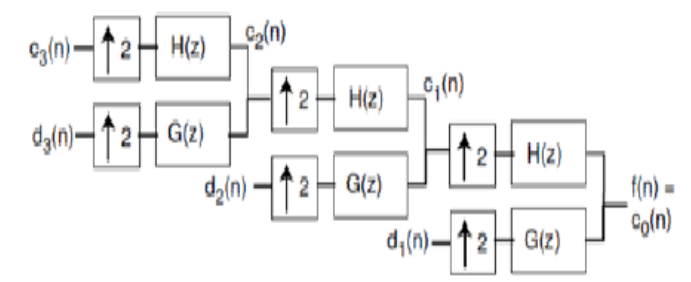 c₃(n) ↑ 2 H(z) c₂(n)
d₃(n) ↑ 2 G(z)
↑ 2 H(z) c₁(n)
d₂(n) ↑ 2 G(z)
↑ 2 H(z)
f(n) =
c₀(n)
d₁(n) ↑ 2 G(z)